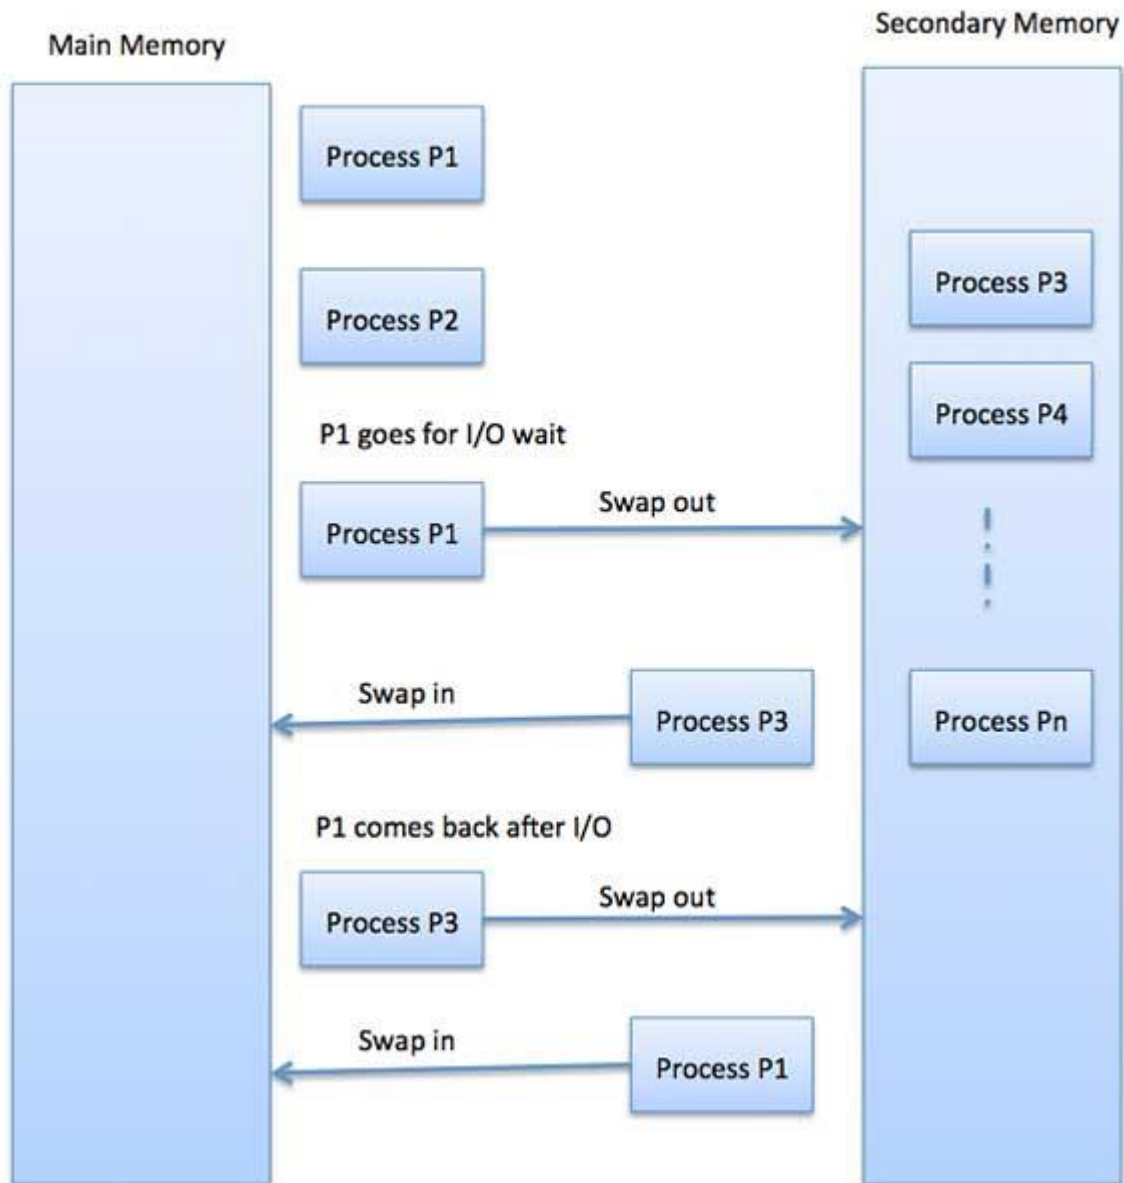 Main Memory
Secondary Memory
Process P1
Process P3
Process P2
Process P4
P1 goes for I/O wait
Swap out
Process P1
Swap in
Process P3
Process Pn
P1 comes back after I/O
Swap out
Process P3
Swap in
Process P1